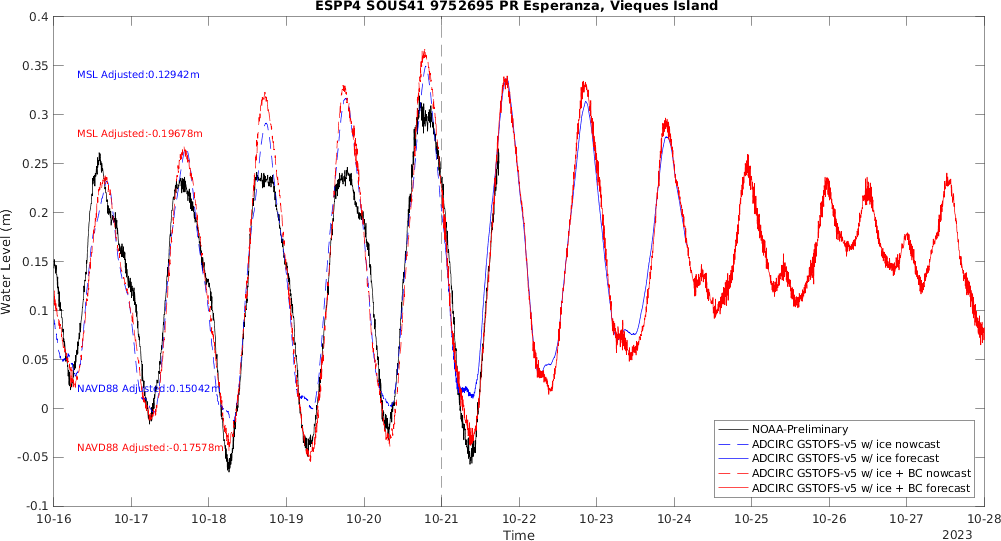 ESPP4 SOUS41 9752695 PR Esperanza, Vieques Island
0.4
0.35
0.3
0.25
0.2
0.15
0.1
0.05
0
-0.05
-0.1
Water Level (m)
MSL Adjusted:0.12942m
MSL Adjusted:-0.19678m
NAVD88 Adjusted:0.15042m
NAVD88 Adjusted:-0.17578m
NOAA-Preliminary
ADCIRC GSTOFS-v5 w/ ice nowcast
ADCIRC GSTOFS-v5 w/ ice forecast
ADCIRC GSTOFS-v5 w/ ice + BC nowcast
ADCIRC GSTOFS-v5 w/ ice + BC forecast
10-16 10-17 10-18 10-19 10-20 10-21 10-22 10-23 10-24 10-25 10-26 10-27 10-28
Time
2023